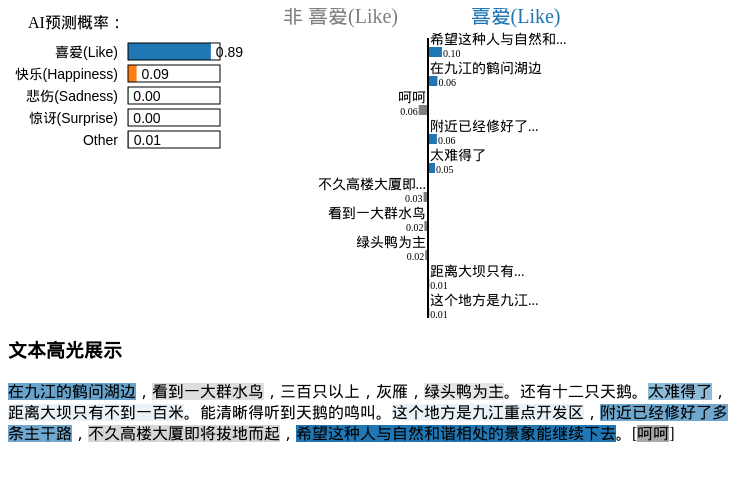 AI预测概率：
喜爱(Like) 0.89
快乐(Happiness) 0.09
悲伤(Sadness) 0.00
惊讶(Surprise) 0.00
Other 0.01
非 喜爱(Like) 喜爱(Like)
希望这种人与自然和...
0.10
在九江的鹤问湖边
0.06
呵呵
0.06
附近已经修好了...
0.06
太难得了
0.05
不久高楼大厦即...
0.03
看到一大群水鸟
0.02
绿头鸭为主
0.02
距离大坝只有...
0.01
这个地方是九江...
0.01
文本高光展示
在九江的鹤问湖边，看到一大群水鸟，三百只以上，灰雁，绿头鸭为主。还有十二只天鹅。太难得了，
距离大坝只有不到一百米。能清晰得听到天鹅的鸣叫。这个地方是九江重点开发区，附近已经修好了多
条主干路，不久高楼大厦即将拔地而起，希望这种人与自然和谐相处的景象能继续下去。[呵呵]